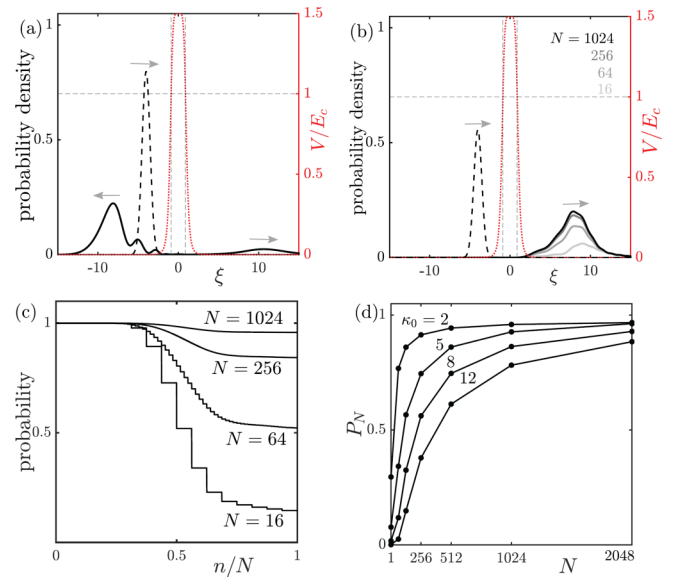 (a)
probability density
1
0.5
0
-10
0
10
ξ
1.5
1
0.5
0
V/E_c
(b)
N = 1024
256
64
16
probability density
1
0.5
0
-10
0
10
ξ
1.5
1
0.5
0
V/E_c
(c)
probability
1
0.5
0
0.5
1
n/N
N = 1024
N = 256
N = 64
N = 16
(d)
κ₀ = 2
5
8
12
P_N
1
0.5
0
1
256
512
1024
2048
N